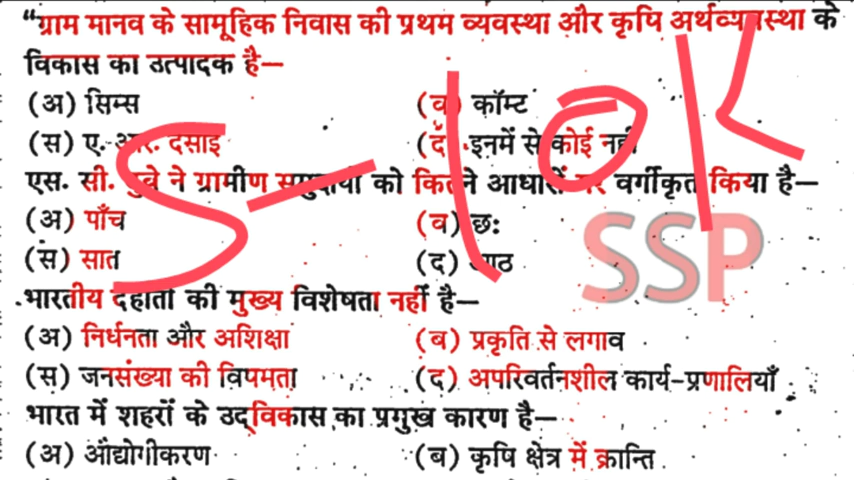 “ग्राम मानव के सामूहिक निवास की प्रथम व्यवस्था और कृषि अर्थव्यवस्था के
विकास का उत्पादक है—
(अ) सिम्स (ब) कॉम्ट
(स) ए. आर. दसाइ (द) इनमें से कोई नहीं
एस. सी. दुबे ने ग्रामीण समुदायों को कितने आधारों पर वर्गीकृत किया है—
(अ) पाँच (ब) छः
(स) सात (द) आठ
SSP
भारतीय देहातों की मुख्य विशेषता नहीं है—
(अ) निर्धनता और अशिक्षा (ब) प्रकृति से लगाव
(स) जनसंख्या की विषमता (द) अपरिवर्तनशील कार्य-प्रणालियाँ
भारत में शहरों के उद्विकास का प्रमुख कारण है—
(अ) औद्योगीकरण (ब) कृषि क्षेत्र में क्रान्ति
S-10K